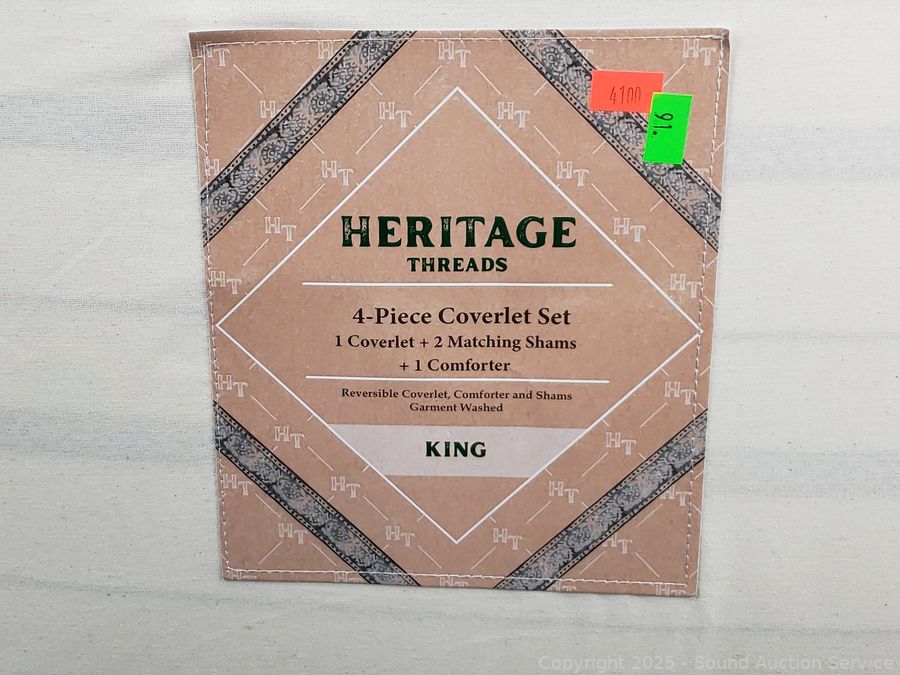 4100
91.
HERITAGE
THREADS
4-Piece Coverlet Set
1 Coverlet + 2 Matching Shams
+ 1 Comforter
Reversible Coverlet, Comforter and Shams
Garment Washed
KING
HT
Copyright 2025 - Sound Auction Service